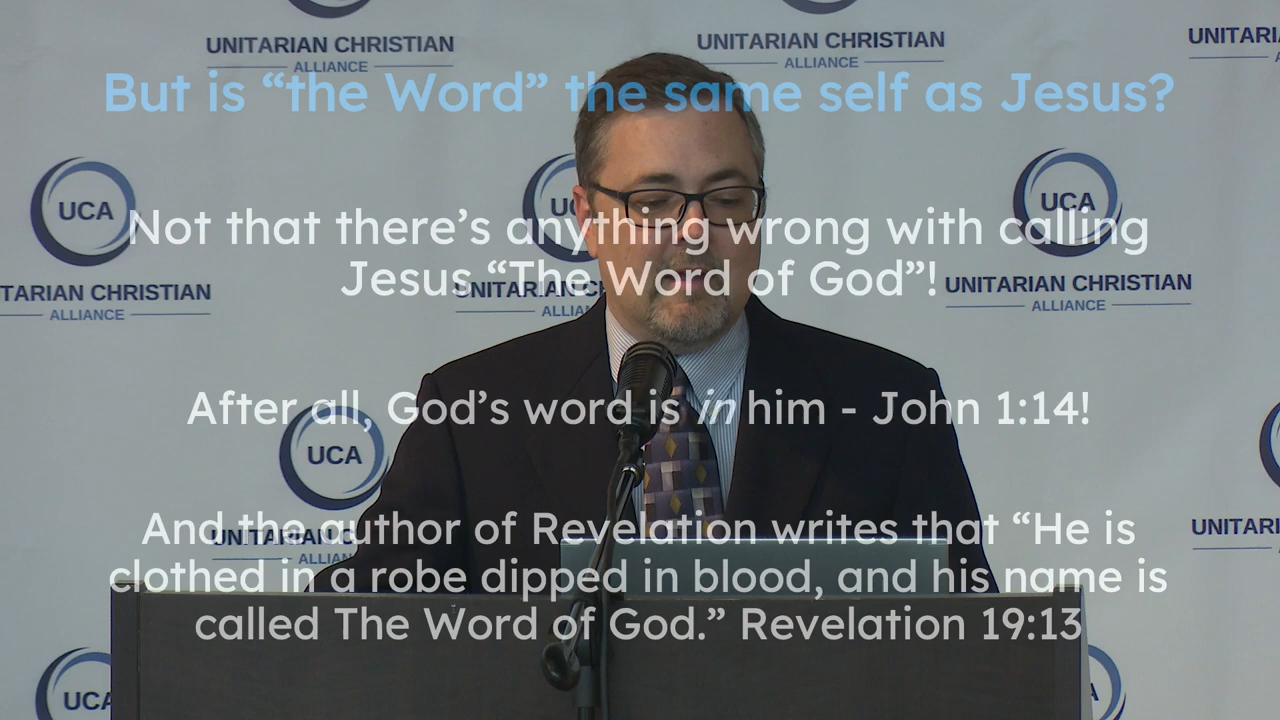 UNITARIAN CHRISTIAN
ALLIANCE
UNITARIAN CHRISTIAN
ALLIANCE
But is “the Word” the same self as Jesus?
UCA
UCA
Not that there’s anything wrong with calling
Jesus “The Word of God”!
TARIAN CHRISTIAN
ALLIANCE
UNITARIAN CHRISTIAN
ALLIANCE
After all, God’s word is in him - John 1:14!
UCA
And the author of Revelation writes that “He is
clothed in a robe dipped in blood, and his name is
called The Word of God.” Revelation 19:13
UCA